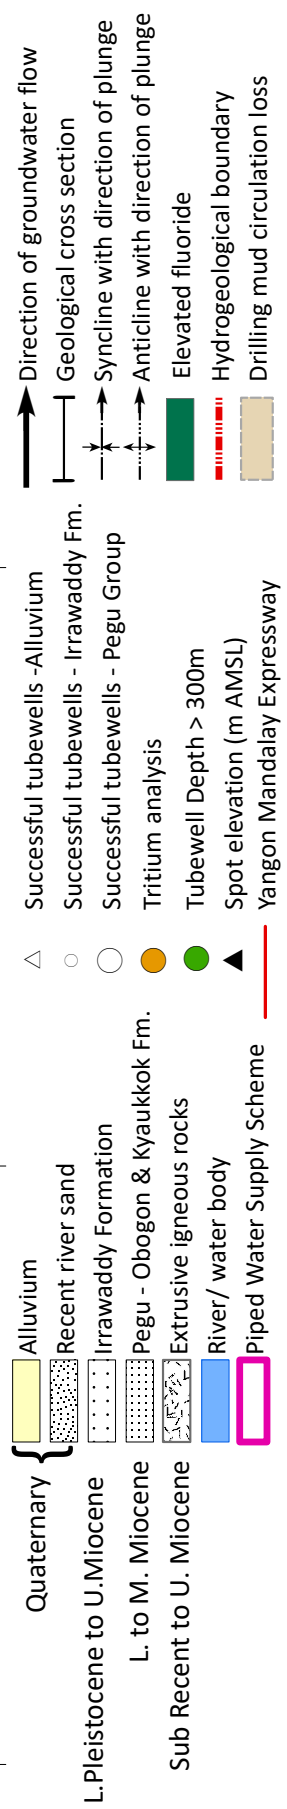 Quaternary
Alluvium
Recent river sand
L.Pleistocene to U.Miocene
Irrawaddy Formation
L. to M. Miocene
Pegu - Obogon & Kyaukkok Fm.
Sub Recent to U. Miocene
Extrusive igneous rocks
River/ water body
Piped Water Supply Scheme
Successful tubewells -Alluvium
Successful tubewells - Irrawaddy Fm.
Successful tubewells - Pegu Group
Tritium analysis
Tubewell Depth > 300m
Spot elevation (m AMSL)
Yangon Mandalay Expressway
Direction of groundwater flow
Geological cross section
Syncline with direction of plunge
Anticline with direction of plunge
Elevated fluoride
Hydrogeological boundary
Drilling mud circulation loss